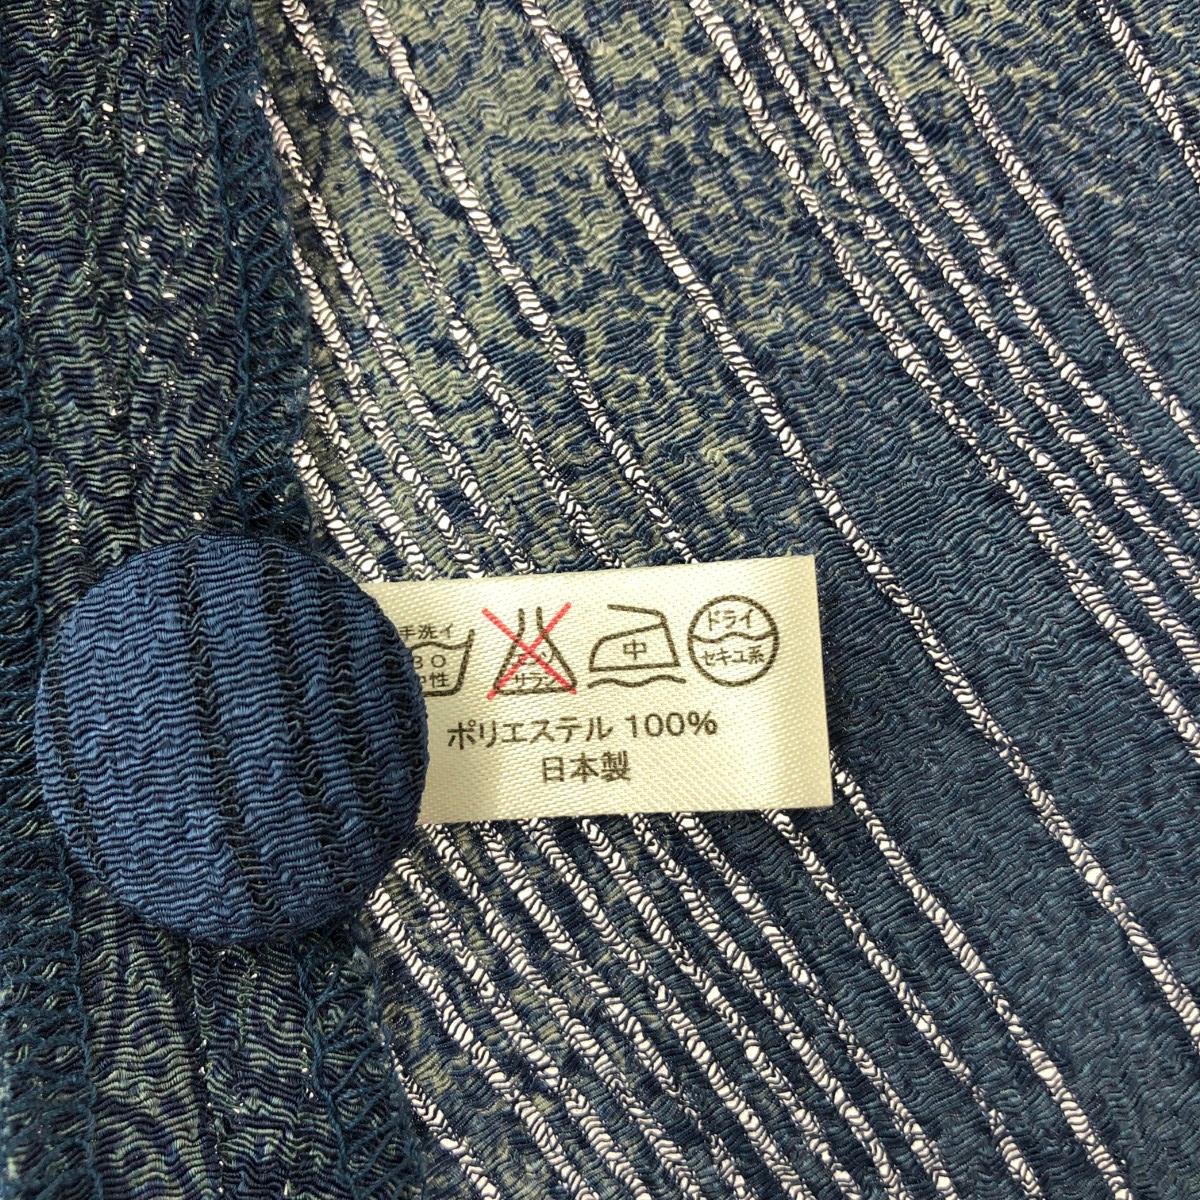 手洗イ
30
中性
サラシ
中
ドライ
セキユ系
ポリエステル 100%
日本製